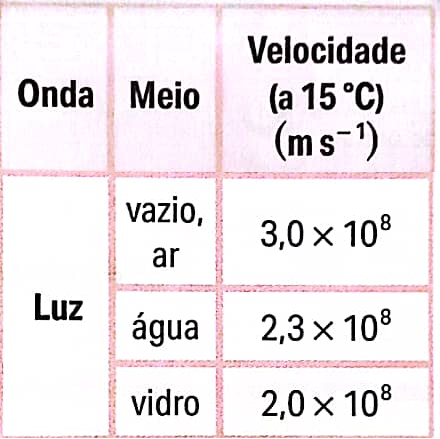 Onda Meio Velocidade
(a 15 °C)
(m s⁻¹)
Luz
vazio,
ar
3,0 × 10⁸
água 2,3 × 10⁸
vidro 2,0 × 10⁸